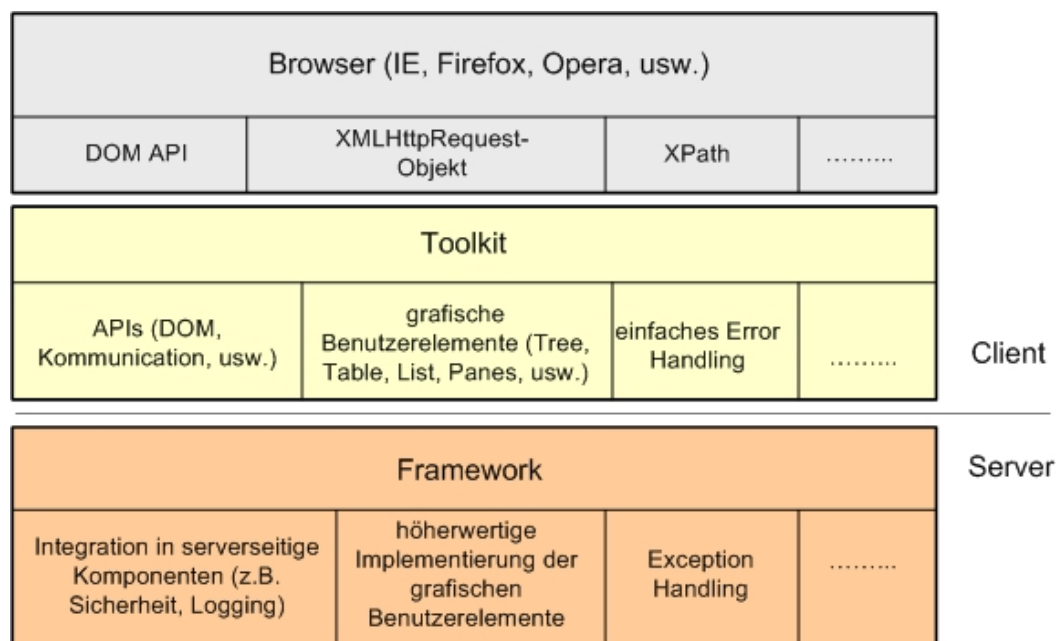 Browser (IE, Firefox, Opera, usw.)
DOM API
XMLHttpRequest-
Objekt
XPath
.........
Toolkit
APIs (DOM,
Kommunication, usw.)
grafische
Benutzerelemente (Tree,
Table, List, Panes, usw.)
einfaches Error
Handling
.........
Client
Server
Framework
Integration in serverseitige
Komponenten (z.B.
Sicherheit, Logging)
höherwertige
Implementierung der
grafischen
Benutzerelemente
Exception
Handling
.........